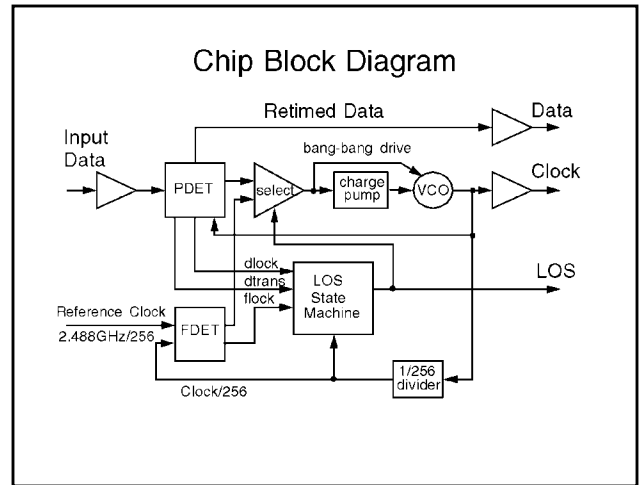 Chip Block Diagram
Retimed Data
Data
Input
Data
bang-bang drive
Clock
PDET
select
charge
pump
VCO
dlock
dtrans
flock
LOS
State
Machine
LOS
Reference Clock
2.488GHz/256
FDET
1/256
divider
Clock/256